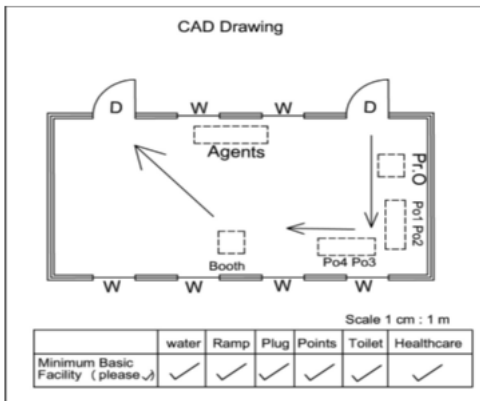 CAD Drawing
D W W D
Agents
Pr.O
Po1 Po2
Po4 Po3
Booth
W W W W
Scale 1 cm : 1 m
water Ramp Plug Points Toilet Healthcare
Minimum Basic
Facility ( please ✓) ✓ ✓ ✓ ✓ ✓ ✓